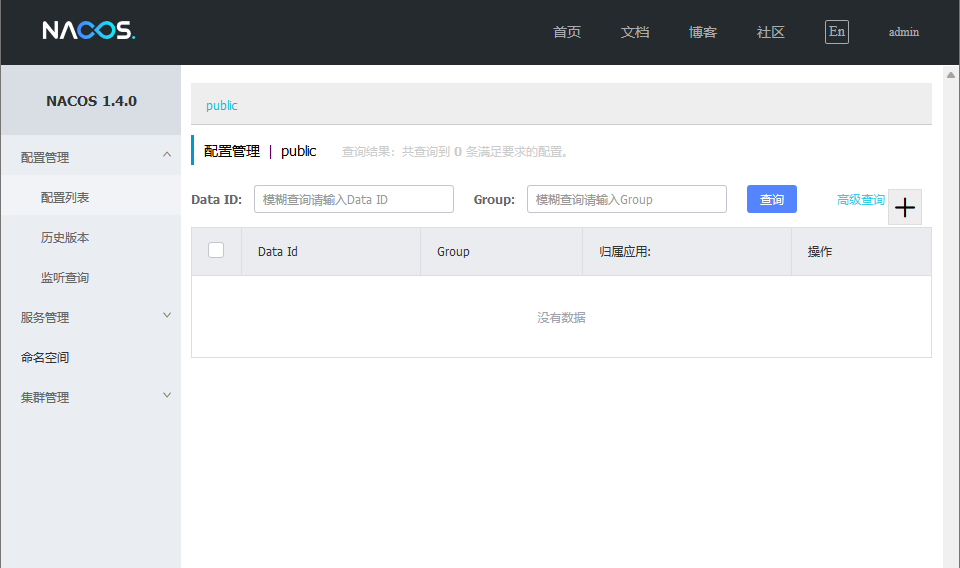 NACOS. 首页 文档 博客 社区 En admin
NACOS 1.4.0
public
配置管理
配置管理 | public 查询结果：共查询到 0 条满足要求的配置。
配置列表
Data ID: 模糊查询请输入Data ID Group: 模糊查询请输入Group 查询 高级查询
历史版本
Data Id Group 归属应用: 操作
监听查询
服务管理
没有数据
命名空间
集群管理